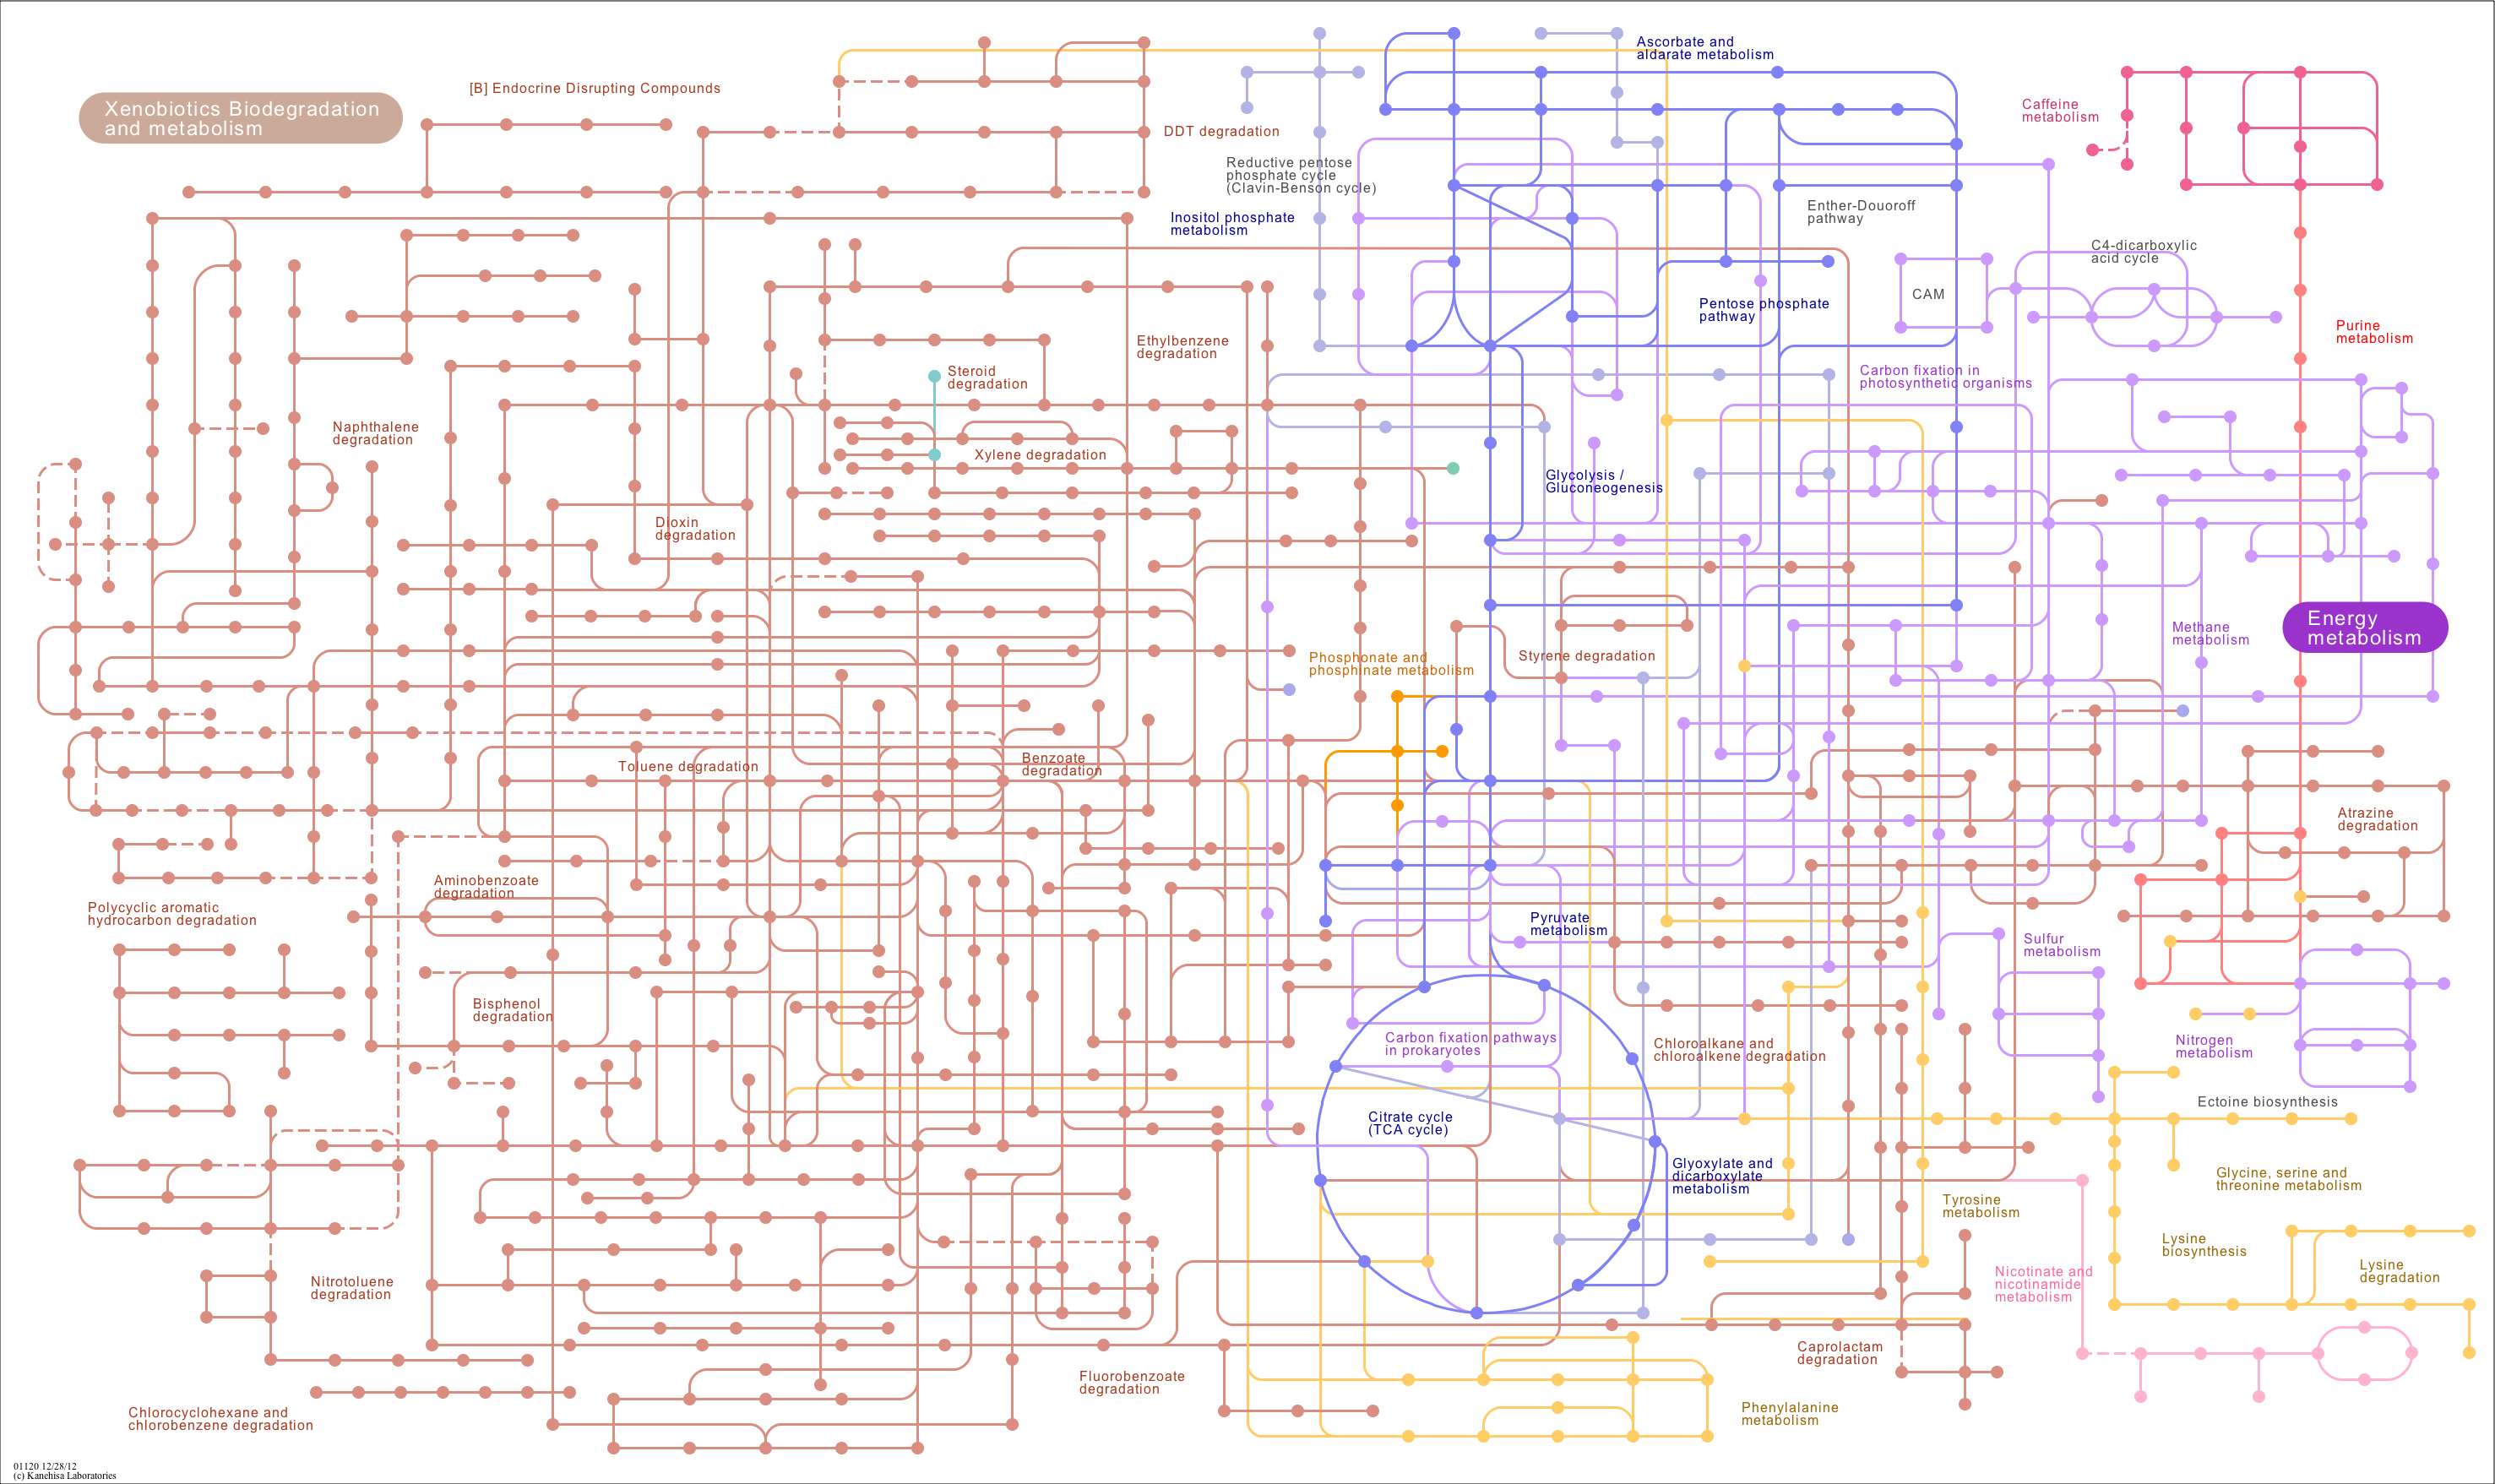 Ascorbate and
aldarate metabolism
[B] Endocrine Disrupting Compounds
Xenobiotics Biodegradation
and metabolism
Caffeine
metabolism
DDT degradation
Reductive pentose
phosphate cycle
(Clavin-Benson cycle)
Enther-Douoroff
pathway
Inositol phosphate
metabolism
C4-dicarboxylic
acid cycle
CAM
Pentose phosphate
pathway
Purine
metabolism
Ethylbenzene
degradation
Steroid
degradation
Carbon fixation in
photosynthetic organisms
Naphthalene
degradation
Xylene degradation
Glycolysis /
Gluconeogenesis
Dioxin
degradation
Energy
metabolism
Methane
metabolism
Phosphonate and
phosphinate metabolism
Styrene degradation
Toluene degradation
Benzoate
degradation
Atrazine
degradation
Aminobenzoate
degradation
Polycyclic aromatic
hydrocarbon degradation
Pyruvate
metabolism
Sulfur
metabolism
Bisphenol
degradation
Carbon fixation pathways
in prokaryotes
Chloroalkane and
chloroalkene degradation
Nitrogen
metabolism
Ectoine biosynthesis
Citrate cycle
(TCA cycle)
Glyoxylate and
dicarboxylate
metabolism
Glycine, serine and
threonine metabolism
Tyrosine
metabolism
Lysine
biosynthesis
Lysine
degradation
Nicotinate and
nicotinamide
metabolism
Nitrotoluene
degradation
Caprolactam
degradation
Fluorobenzoate
degradation
Phenylalanine
metabolism
Chlorocyclohexane and
chlorobenzene degradation
01120 12/28/12
(c) Kanehisa Laboratories